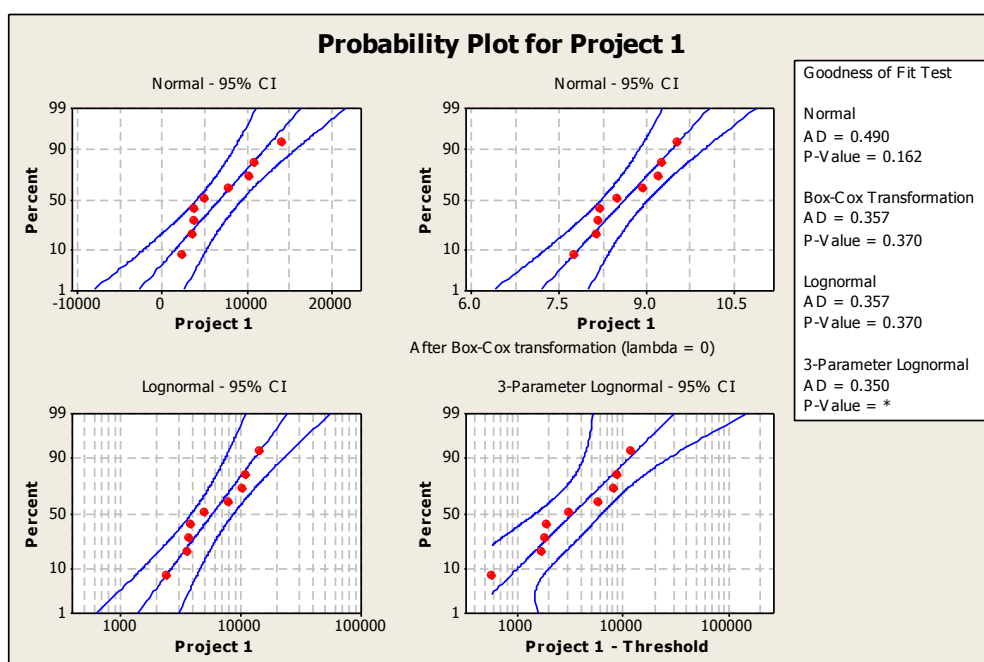 Probability Plot for Project 1
Normal - 95% CI
Percent
99
90
50
10
1
-10000 0 10000 20000
Project 1
Normal - 95% CI
Percent
99
90
50
10
1
6.0 7.5 9.0 10.5
Project 1
After Box-Cox transformation (lambda = 0)
Lognormal - 95% CI
Percent
99
90
50
10
1
1000 10000 100000
Project 1
3-Parameter Lognormal - 95% CI
Percent
99
90
50
10
1
1000 10000 100000
Project 1 - Threshold
Goodness of Fit Test
Normal
AD = 0.490
P-Value = 0.162
Box-Cox Transformation
AD = 0.357
P-Value = 0.370
Lognormal
AD = 0.357
P-Value = 0.370
3-Parameter Lognormal
AD = 0.350
P-Value = *